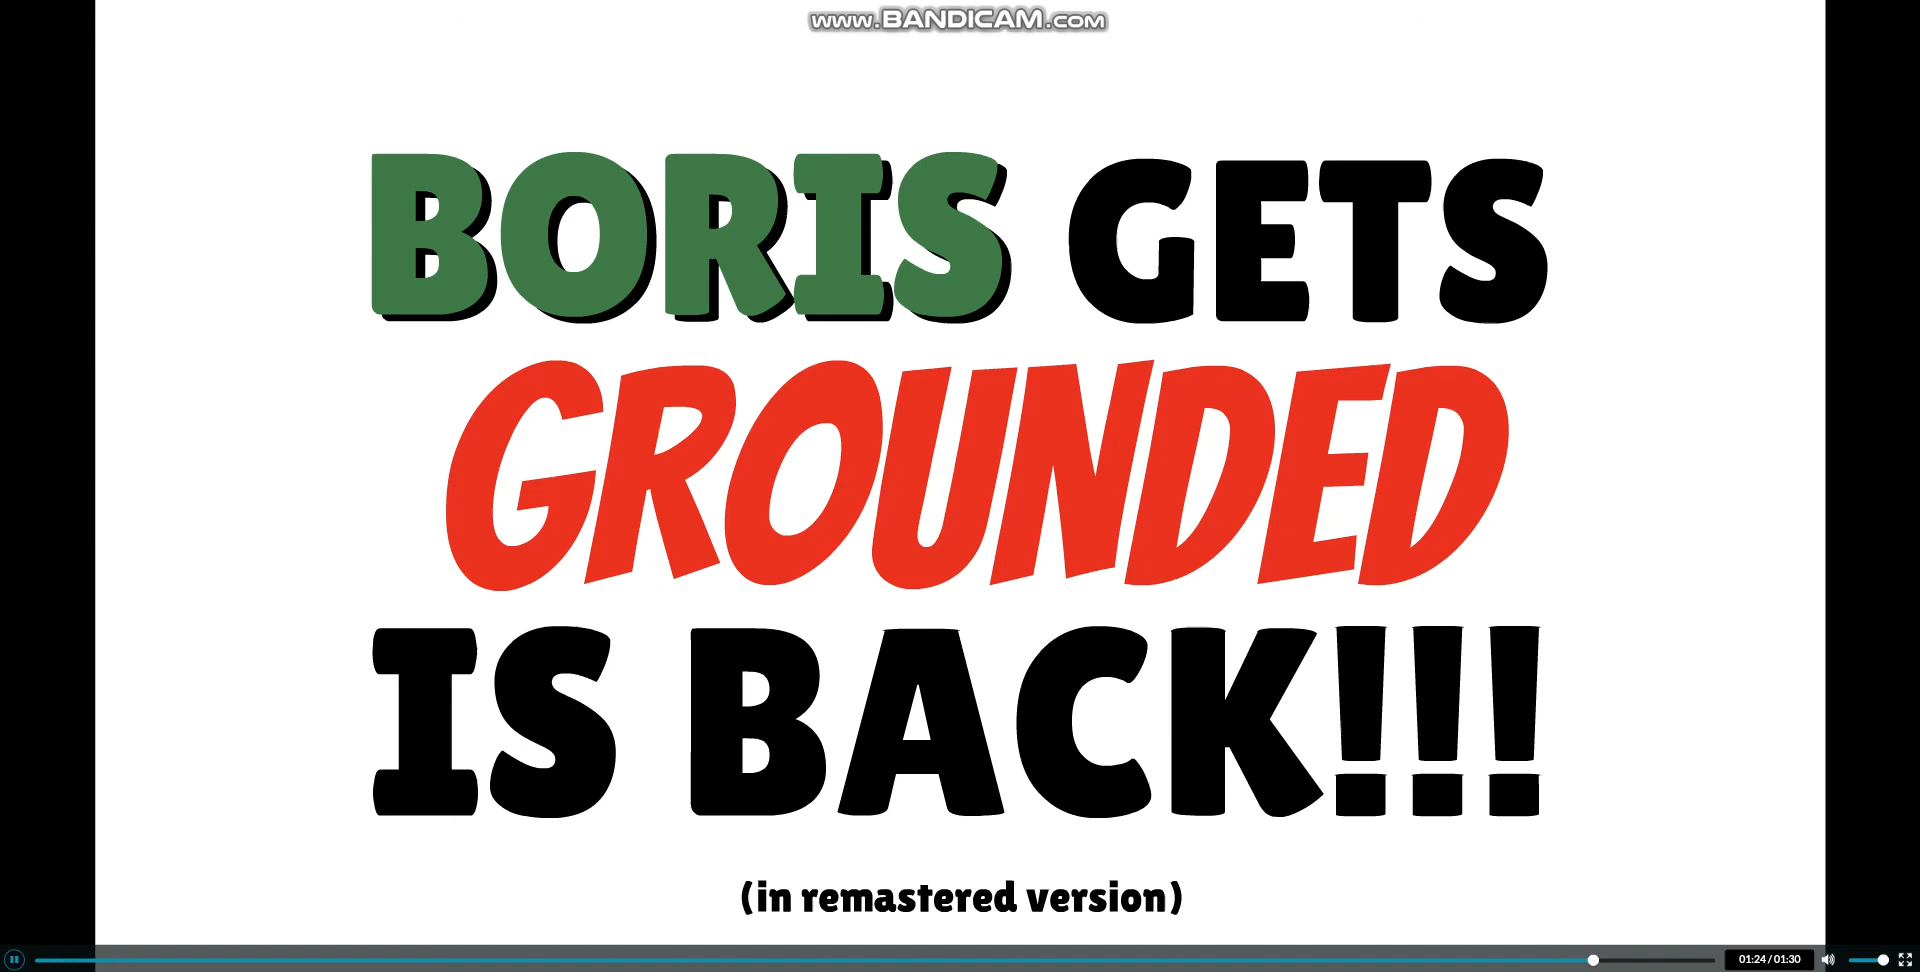 www.BANDICAM.com
BORIS GETS
GROUNDED
IS BACK!!!
(in remastered version)
01:24 / 01:30